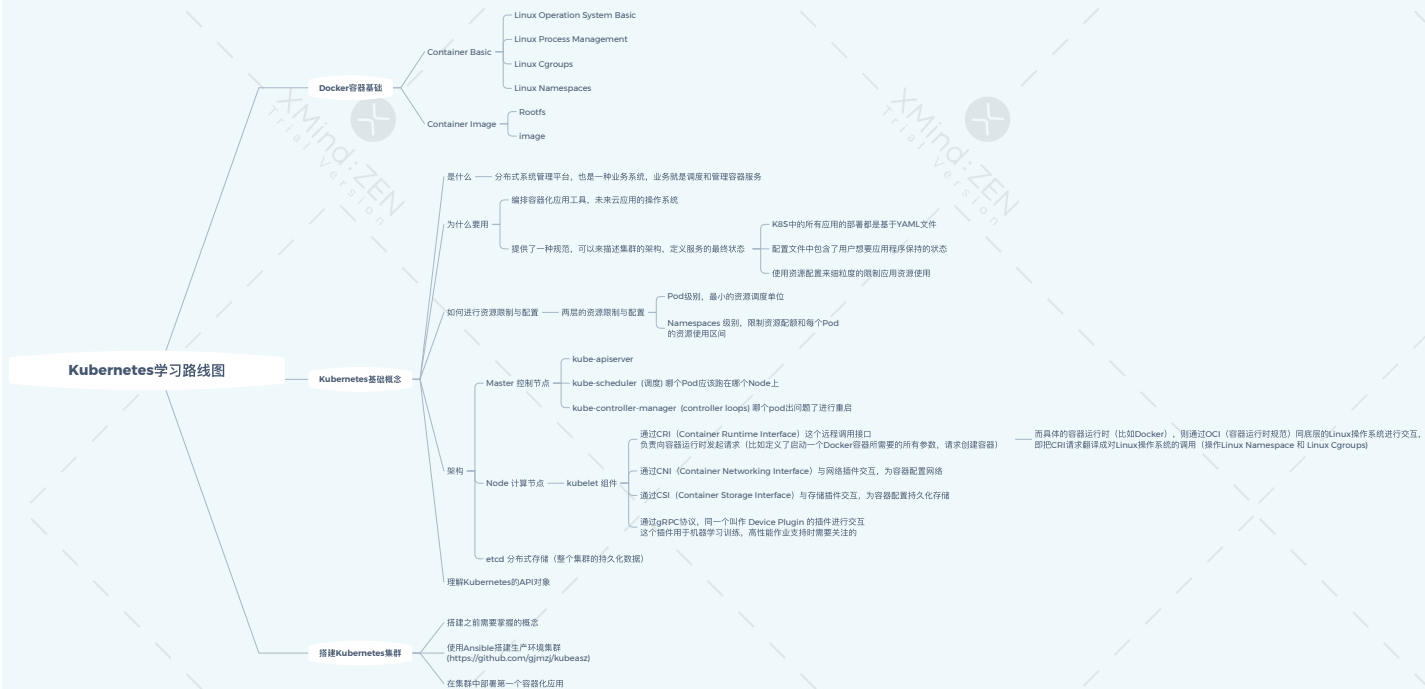 Kubernetes学习路线图
Docker容器基础
Container Basic
Linux Operation System Basic
Linux Process Management
Linux Cgroups
Linux Namespaces
Container Image
Rootfs
image
Kubernetes基础概念
是什么
分布式系统管理平台，也是一种业务系统，业务就是调度和管理容器服务
为什么要用
编排容器化应用工具，未来云应用的操作系统
提供了一种规范，可以来描述集群的架构，定义服务的最终状态
K8S中的所有应用的部署都是基于YAML文件
配置文件中包含了用户想要应用程序保持的状态
使用资源配置来细粒度的限制应用资源使用
如何进行资源限制与配置
两层的资源限制与配置
Pod级别，最小的资源调度单位
Namespaces 级别，限制资源配额和每个Pod
的资源使用区间
架构
Master 控制节点
kube-apiserver
kube-scheduler (调度) 哪个Pod应该跑在哪个Node上
kube-controller-manager (controller loops) 哪个pod出问题了进行重启
Node 计算节点
kubelet 组件
通过CRI（Container Runtime Interface）这个远程调用接口
负责向容器运行时发起请求（比如定义了启动一个Docker容器所需要的所有参数，请求创建容器）
而具体的容器运行时（比如Docker），则通过OCI（容器运行时规范）同底层的Linux操作系统进行交互，
即把CRI请求翻译成对Linux操作系统的调用（操作Linux Namespace 和 Linux Cgroups)
通过CNI（Container Networking Interface）与网络插件交互，为容器配置网络
通过CSI（Container Storage Interface）与存储插件交互，为容器配置持久化存储
通过gRPC协议，同一个叫作 Device Plugin 的插件进行交互
这个插件用于机器学习训练，高性能作业支持时需要关注的
etcd 分布式存储（整个集群的持久化数据）
理解Kubernetes的API对象
搭建Kubernetes集群
搭建之前需要掌握的概念
使用Ansible搭建生产环境集群
(https://github.com/gjmzj/kubeasz)
在集群中部署第一个容器化应用
XMind:ZEN
Trial Version
XMind:ZEN
Trial Version